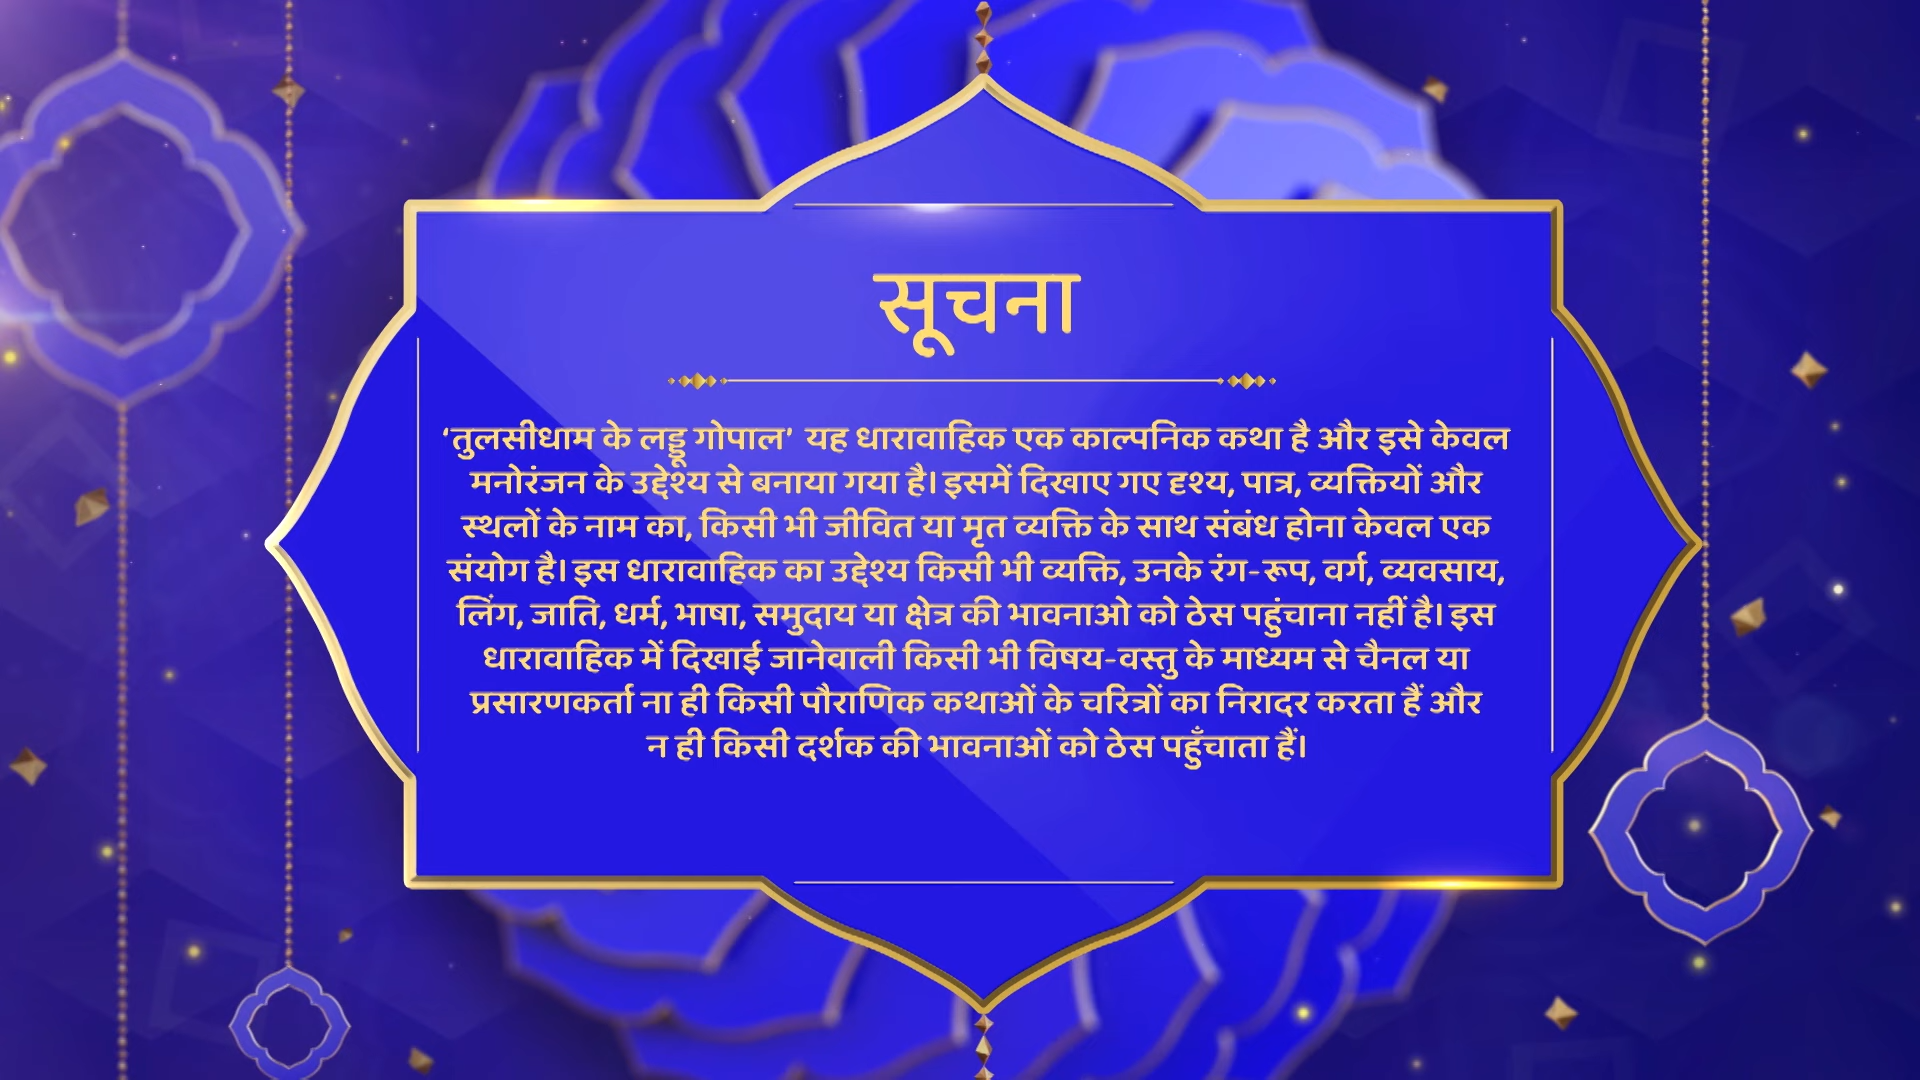 सूचना
‘तुलसीधाम के लड्डू गोपाल’ यह धारावाहिक एक काल्पनिक कथा है और इसे केवल
मनोरंजन के उद्देश्य से बनाया गया है। इसमें दिखाए गए दृश्य, पात्र, व्यक्तियों और
स्थलों के नाम का, किसी भी जीवित या मृत व्यक्ति के साथ संबंध होना केवल एक
संयोग है। इस धारावाहिक का उद्देश्य किसी भी व्यक्ति, उनके रंग-रूप, वर्ग, व्यवसाय,
लिंग, जाति, धर्म, भाषा, समुदाय या क्षेत्र की भावनाओ को ठेस पहुंचाना नहीं है। इस
धारावाहिक में दिखाई जानेवाली किसी भी विषय-वस्तु के माध्यम से चैनल या
प्रसारणकर्ता ना ही किसी पौराणिक कथाओं के चरित्रों का निरादर करता हैं और
न ही किसी दर्शक की भावनाओं को ठेस पहुँचाता हैं।